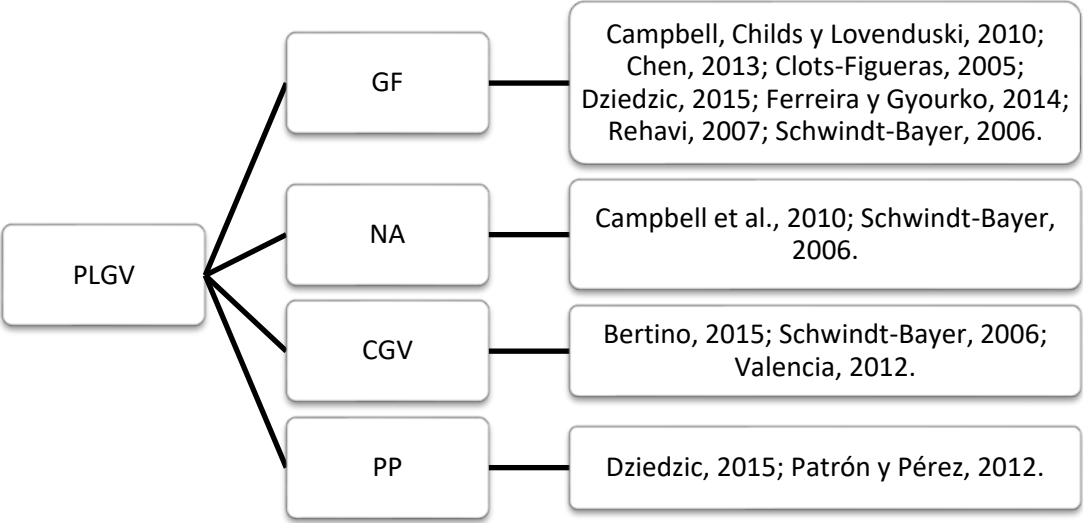 PLGV
GF
Campbell, Childs y Lovenduski, 2010;
Chen, 2013; Clots-Figueras, 2005;
Dziedzic, 2015; Ferreira y Gyourko, 2014;
Rehavi, 2007; Schwindt-Bayer, 2006.
NA
Campbell et al., 2010; Schwindt-Bayer,
2006.
CGV
Bertino, 2015; Schwindt-Bayer, 2006;
Valencia, 2012.
PP
Dziedzic, 2015; Patrón y Pérez, 2012.